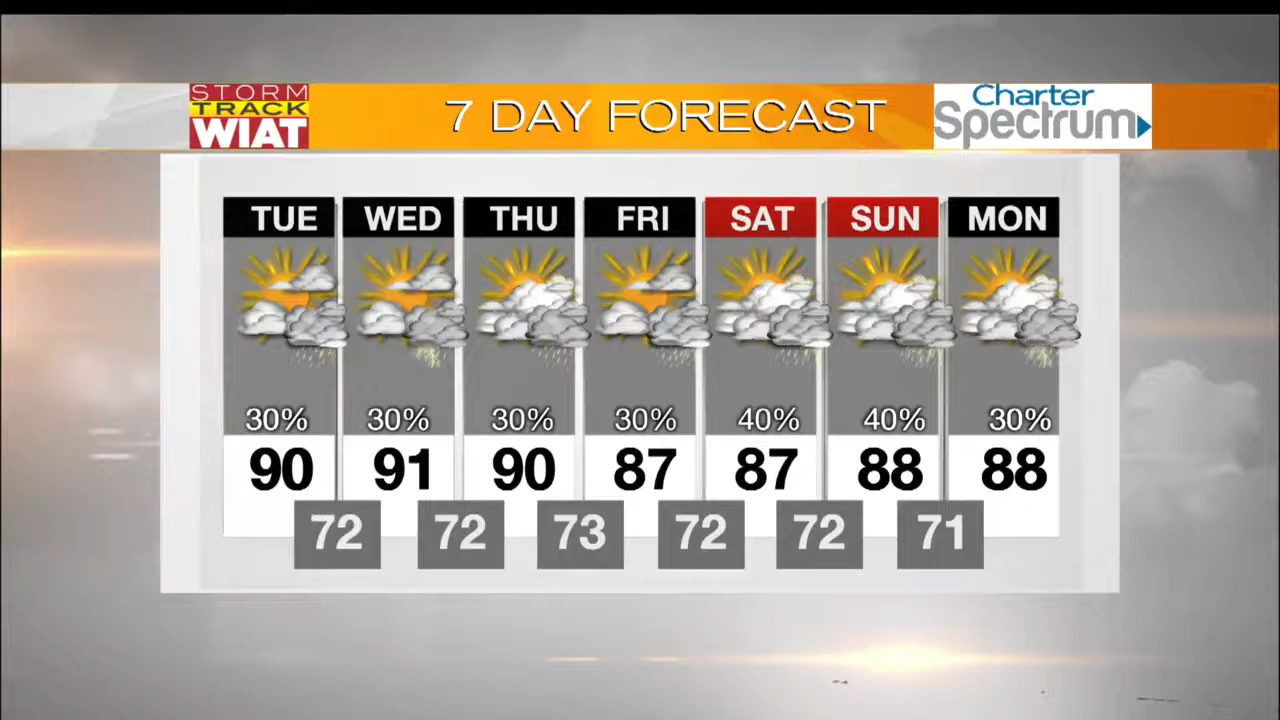 STORM
TRACK
WIAT
7 DAY FORECAST
Charter
Spectrum
TUE WED THU FRI SAT SUN MON
30% 30% 30% 30% 40% 40% 30%
90 91 90 87 87 88 88
72 72 73 72 72 71